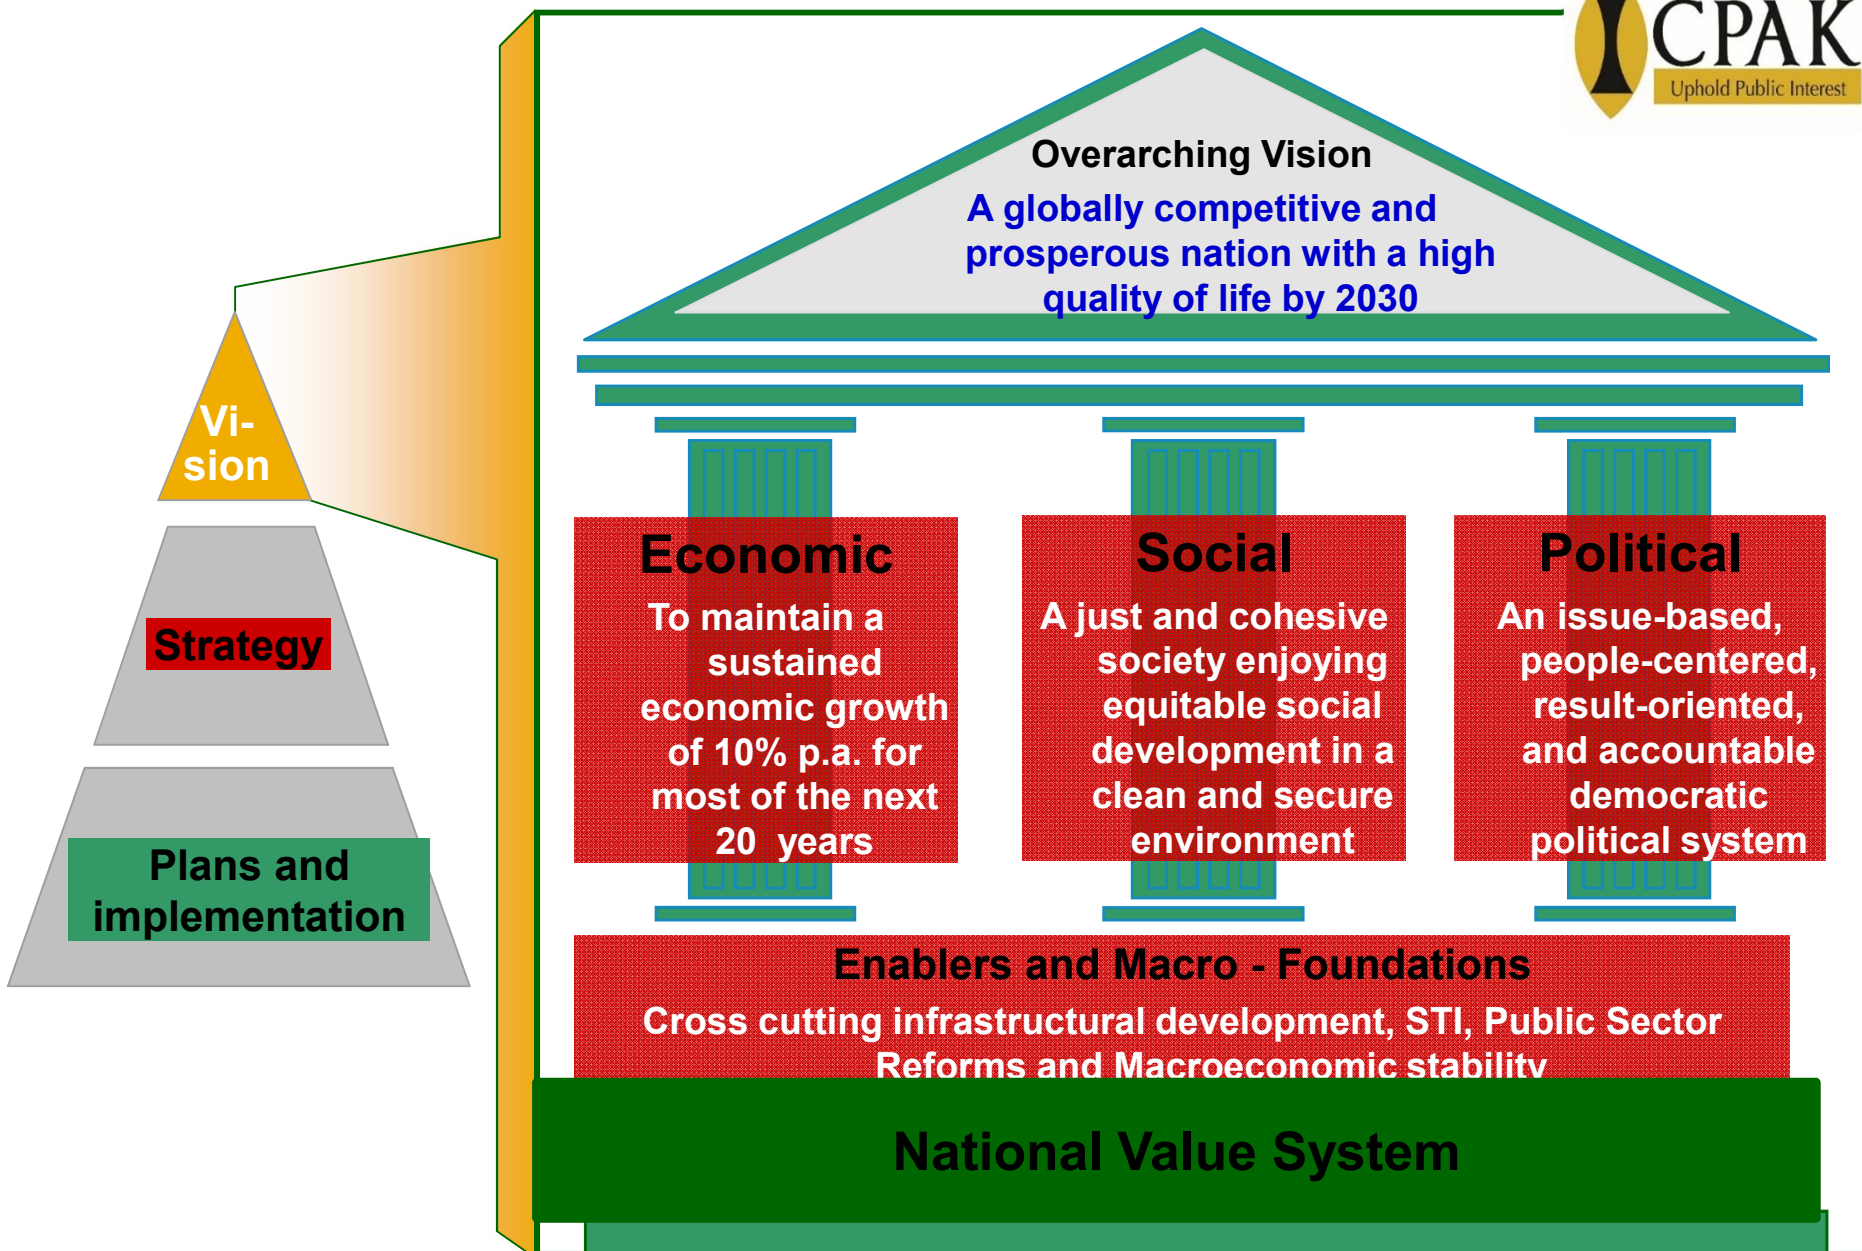 CPAK
Uphold Public Interest
Overarching Vision
A globally competitive and
prosperous nation with a high
quality of life by 2030
Vi-
sion
Strategy
Plans and
implementation
Economic
To maintain a
sustained
economic growth
of 10% p.a. for
most of the next
20 years
Social
A just and cohesive
society enjoying
equitable social
development in a
clean and secure
environment
Political
An issue-based,
people-centered,
result-oriented,
and accountable
democratic
political system
Enablers and Macro - Foundations
Cross cutting infrastructural development, STI, Public Sector
Reforms and Macroeconomic stability
National Value System